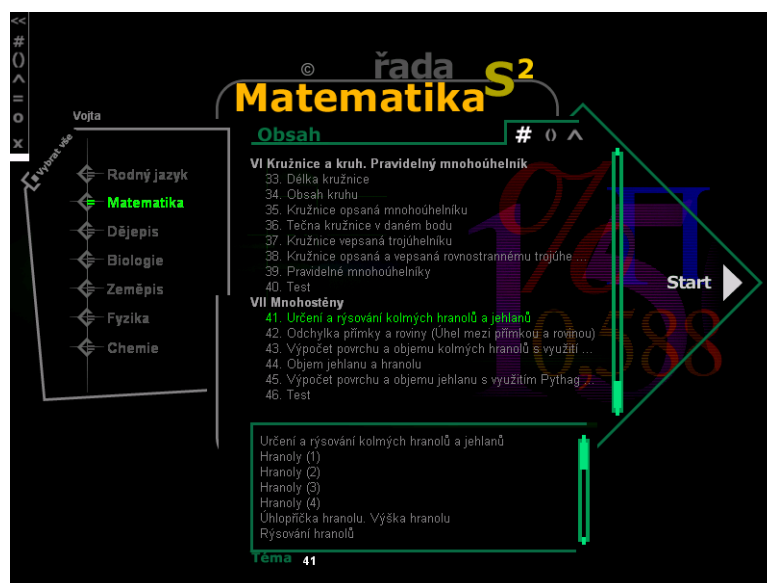 <<
#
()
^
=
o
x
© řada S2
Matematika
Vojta
Vybrat vše
Rodný jazyk
Matematika
Dějepis
Biologie
Zeměpis
Fyzika
Chemie
Obsah # () ^
VI Kružnice a kruh. Pravidelný mnohoúhelník
33. Délka kružnice
34. Obsah kruhu
35. Kružnice opsaná mnohoúhelníku
36. Tečna kružnice v daném bodu
37. Kružnice vepsaná trojúhelníku
38. Kružnice opsaná a vepsaná rovnostrannému trojúhe ...
39. Pravidelné mnohoúhelníky
40. Test
VII Mnohostěny
41. Určení a rýsování kolmých hranolů a jehlanů
42. Odchylka přímky a roviny (Úhel mezi přímkou a rovinou)
43. Výpočet povrchu a objemu kolmých hranolů s využití ...
44. Objem jehlanu a hranolu
45. Výpočet povrchu a objemu jehlanu s využitím Pythag ...
46. Test
% П
15
0,588
Start
Určení a rýsování kolmých hranolů a jehlanů
Hranoly (1)
Hranoly (2)
Hranoly (3)
Hranoly (4)
Úhlopříčka hranolu. Výška hranolu
Rýsování hranolů
Téma 41